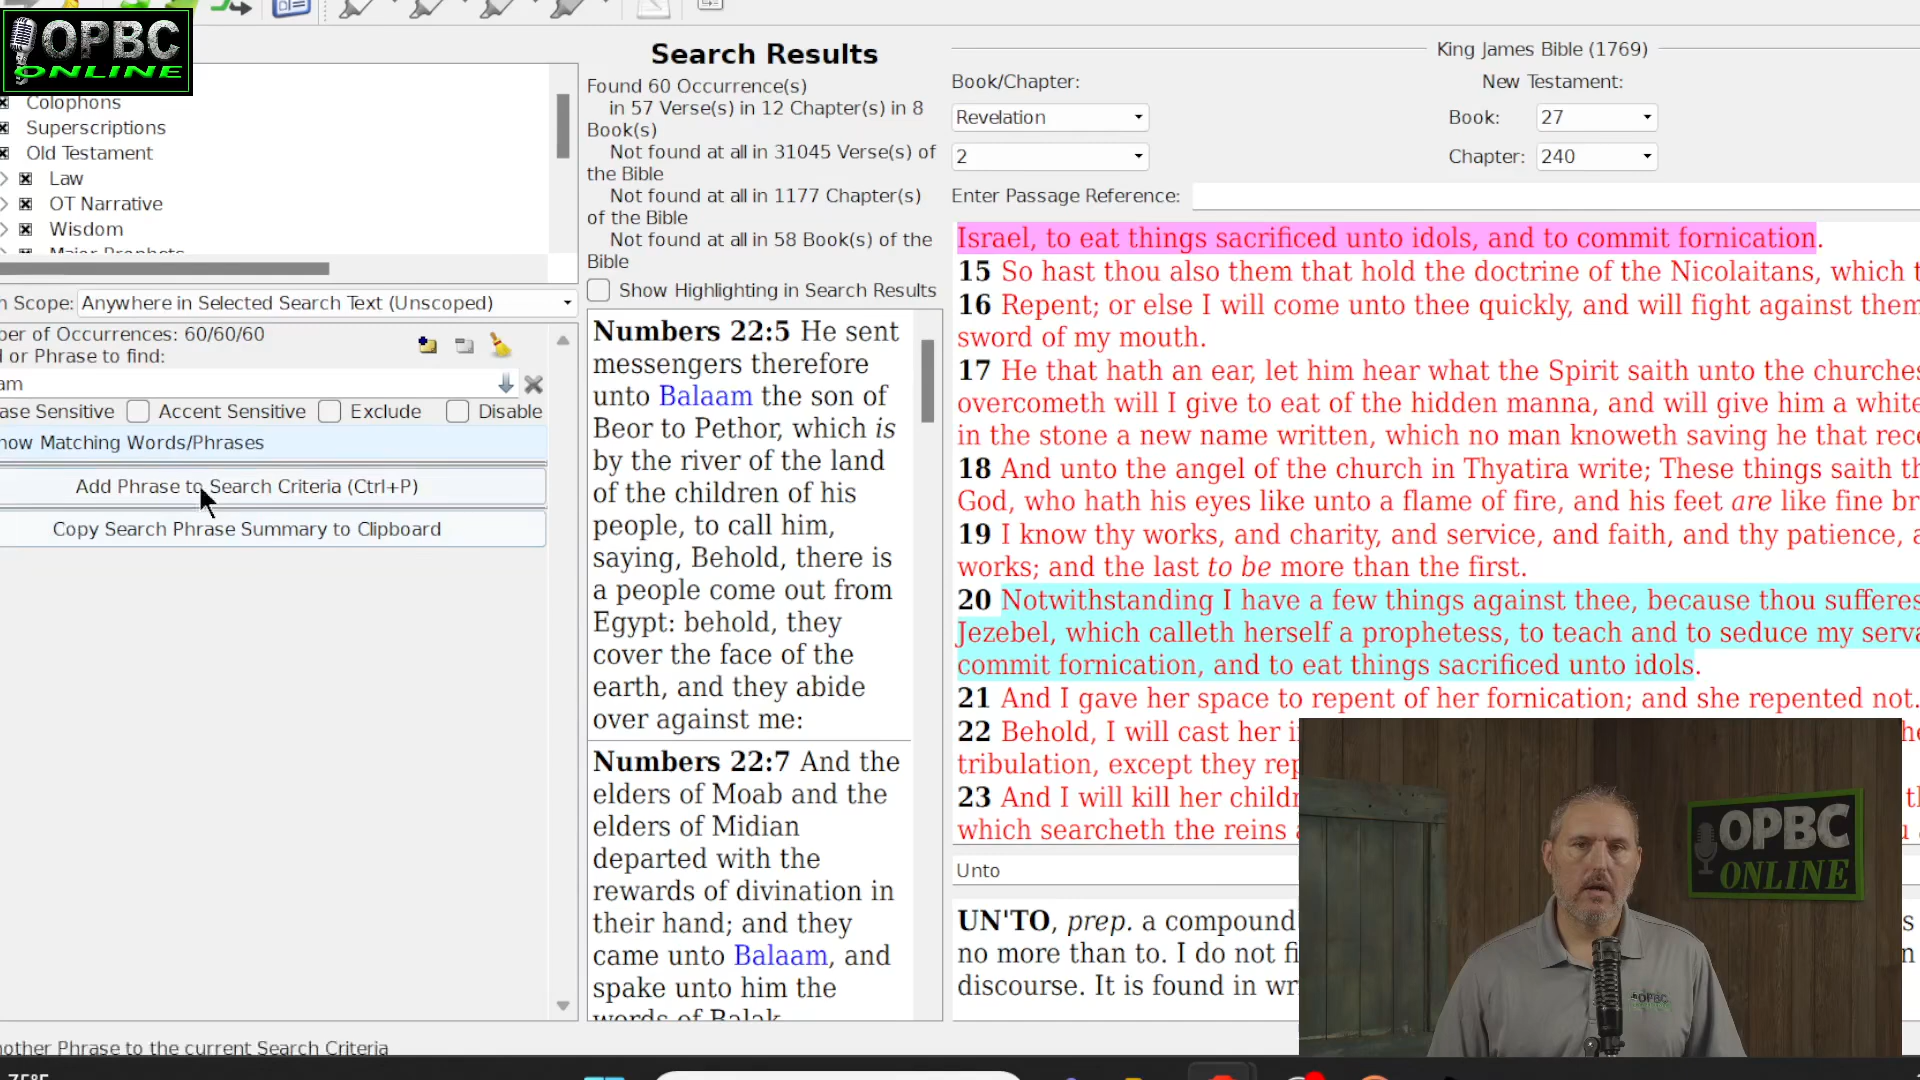 OPBC
ONLINE
Colophons
Superscriptions
Old Testament
Law
OT Narrative
Wisdom
Major Prophets
Scope: Anywhere in Selected Search Text (Unscoped)
er of Occurrences: 60/60/60
or Phrase to find:
am
ase Sensitive Accent Sensitive Exclude Disable
how Matching Words/Phrases
Add Phrase to Search Criteria (Ctrl+P)
Copy Search Phrase Summary to Clipboard
nother Phrase to the current Search Criteria
75°F
Search Results
Found 60 Occurrence(s)
in 57 Verse(s) in 12 Chapter(s) in 8
Book(s)
Not found at all in 31045 Verse(s) of
the Bible
Not found at all in 1177 Chapter(s)
of the Bible
Not found at all in 58 Book(s) of the
Bible
Show Highlighting in Search Results
Numbers 22:5 He sent
messengers therefore
unto Balaam the son of
Beor to Pethor, which is
by the river of the land
of the children of his
people, to call him,
saying, Behold, there is
a people come out from
Egypt: behold, they
cover the face of the
earth, and they abide
over against me:
Numbers 22:7 And the
elders of Moab and the
elders of Midian
departed with the
rewards of divination in
their hand; and they
came unto Balaam, and
spake unto him the
words of Balak
King James Bible (1769)
Book/Chapter:
New Testament:
Revelation
Book: 27
2
Chapter: 240
Enter Passage Reference:
Israel, to eat things sacrificed unto idols, and to commit fornication.
15 So hast thou also them that hold the doctrine of the Nicolaitans, which t
16 Repent; or else I will come unto thee quickly, and will fight against them
sword of my mouth.
17 He that hath an ear, let him hear what the Spirit saith unto the churches
overcometh will I give to eat of the hidden manna, and will give him a white
in the stone a new name written, which no man knoweth saving he that rece
18 And unto the angel of the church in Thyatira write; These things saith th
God, who hath his eyes like unto a flame of fire, and his feet are like fine br
19 I know thy works, and charity, and service, and faith, and thy patience, a
works; and the last to be more than the first.
20 Notwithstanding I have a few things against thee, because thou sufferes
Jezebel, which calleth herself a prophetess, to teach and to seduce my serva
commit fornication, and to eat things sacrificed unto idols.
21 And I gave her space to repent of her fornication; and she repented not.
22 Behold, I will cast her i
tribulation, except they rep
23 And I will kill her childr
which searcheth the reins
Unto
UN'TO, prep. a compound
no more than to. I do not fi
discourse. It is found in wr
OPBC
ONLINE
OPBC